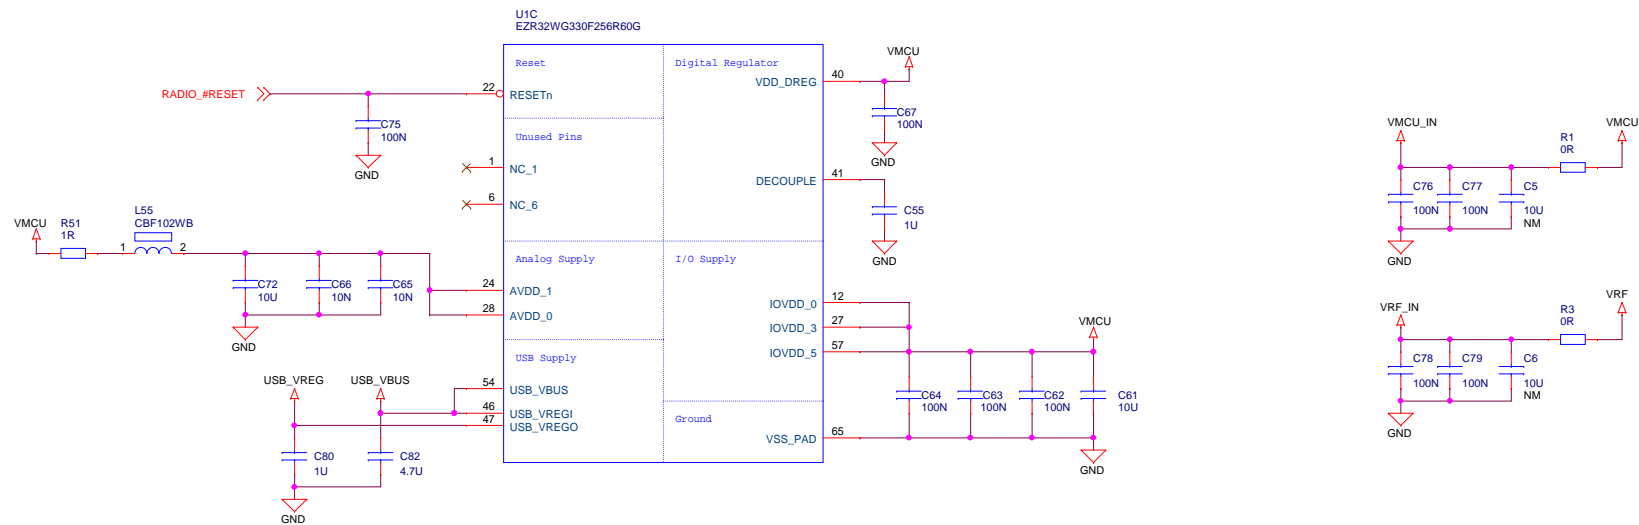 U1C
EZR32WG330F256R60G
Reset
Digital Regulator
RADIO_#RESET
22
RESETn
C75
100N
GND
Unused Pins
1
NC_1
6
NC_6
VMCU
R51
1R
L55
CBF102WB
1
2
C72
10U
C66
10N
C65
10N
GND
Analog Supply
24
AVDD_1
28
AVDD_0
USB Supply
USB_VREG
USB_VBUS
54
USB_VBUS
46
USB_VREGI
47
USB_VREGO
C80
1U
C82
4.7U
GND
VDD_DREG
40
VMCU
C67
100N
GND
DECOUPLE
41
C55
1U
GND
I/O Supply
IOVDD_0
12
IOVDD_3
27
IOVDD_5
57
VMCU
C64
100N
C63
100N
C62
100N
C61
10U
Ground
VSS_PAD
65
GND
VMCU_IN
R1
0R
VMCU
C76
100N
C77
100N
C5
10U
NM
GND
VRF_IN
R3
0R
VRF
C78
100N
C79
100N
C6
10U
NM
GND